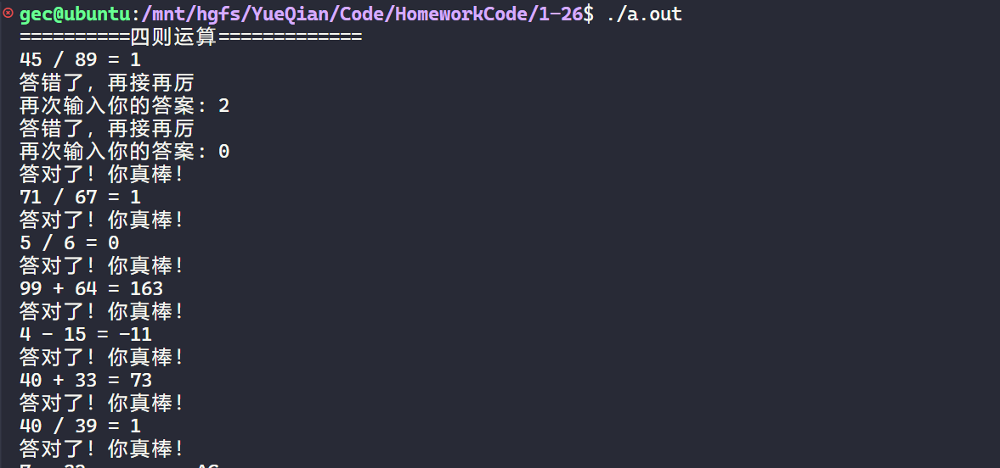 gec@ubuntu:/mnt/hgfs/YueQian/Code/HomeworkCode/1-26$ ./a.out
==========四则运算=============
45 / 89 = 1
答错了，再接再厉
再次输入你的答案：2
答错了，再接再厉
再次输入你的答案：0
答对了！你真棒！
71 / 67 = 1
答对了！你真棒！
5 / 6 = 0
答对了！你真棒！
99 + 64 = 163
答对了！你真棒！
4 - 15 = -11
答对了！你真棒！
40 + 33 = 73
答对了！你真棒！
40 / 39 = 1
答对了！你真棒！